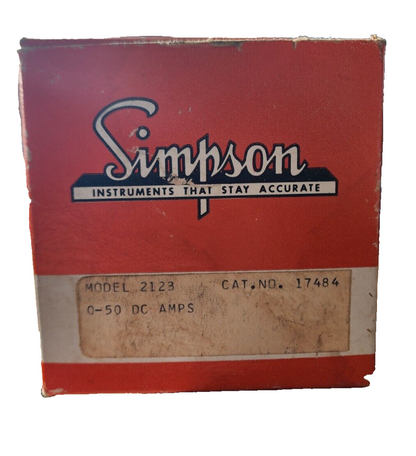 Simpson
INSTRUMENTS THAT STAY ACCURATE
MODEL 2123 CAT.NO. 17484
0-50 DC AMPS